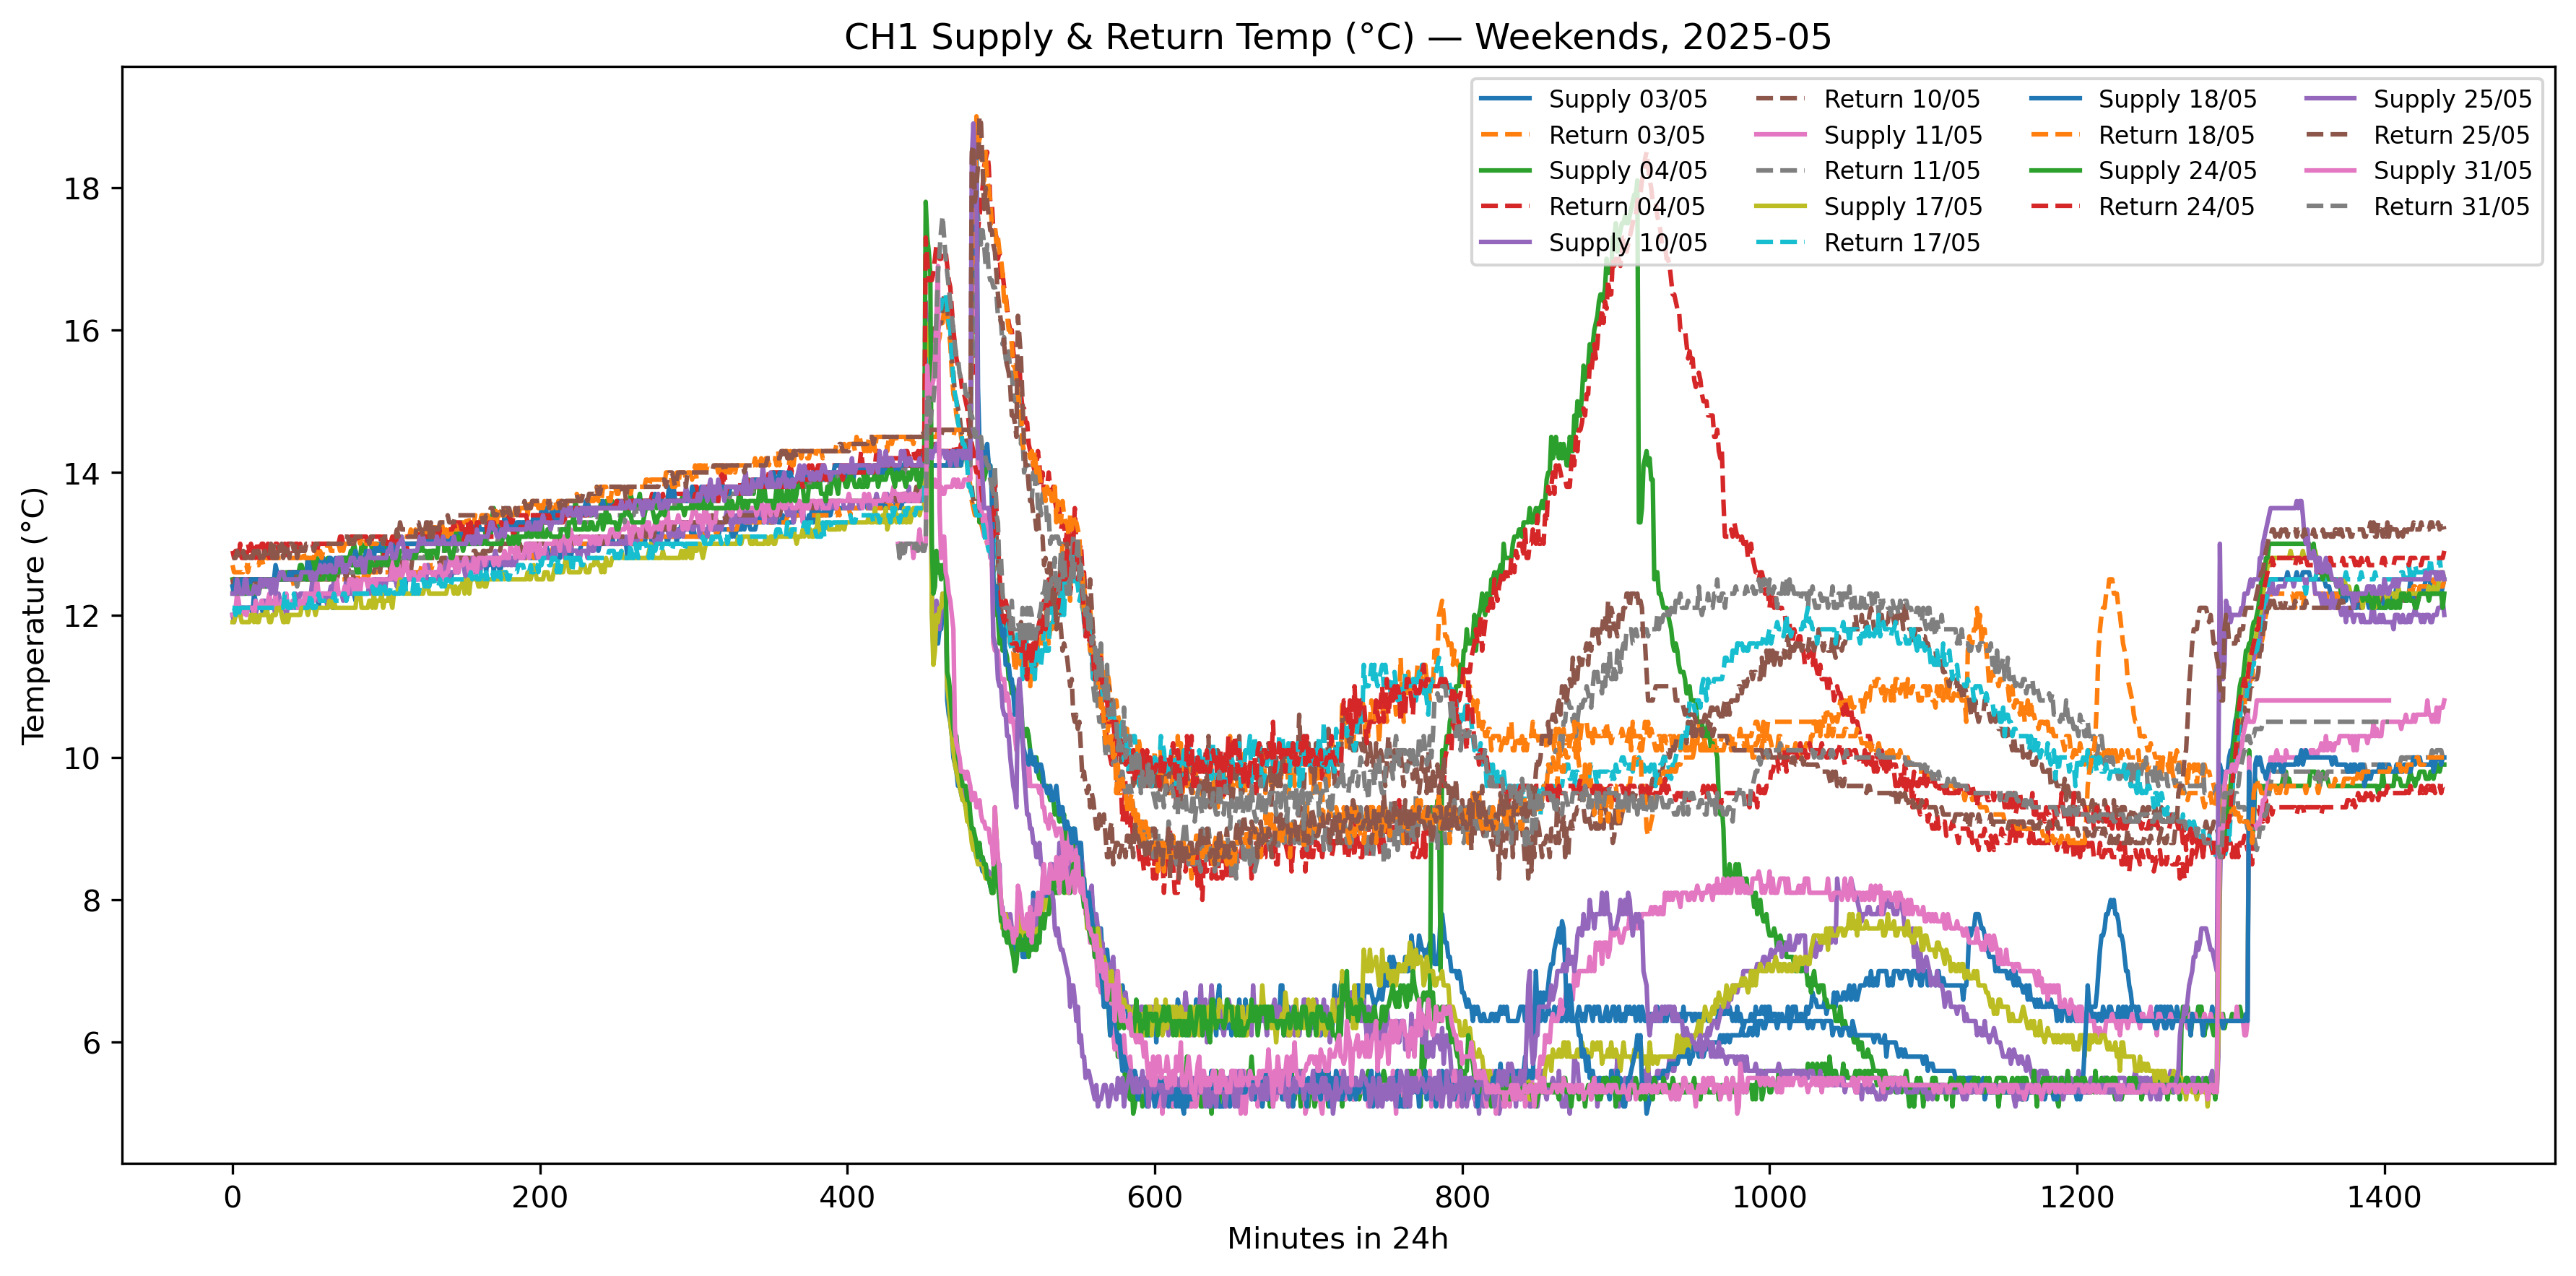 CH1 Supply & Return Temp (°C) — Weekends, 2025-05
Supply 03/05
Return 03/05
Supply 04/05
Return 04/05
Supply 10/05
Return 10/05
Supply 11/05
Return 11/05
Supply 17/05
Return 17/05
Supply 18/05
Return 18/05
Supply 24/05
Return 24/05
Supply 25/05
Return 25/05
Supply 31/05
Return 31/05
Temperature (°C)
18
16
14
12
10
8
6
0 200 400 600 800 1000 1200 1400
Minutes in 24h